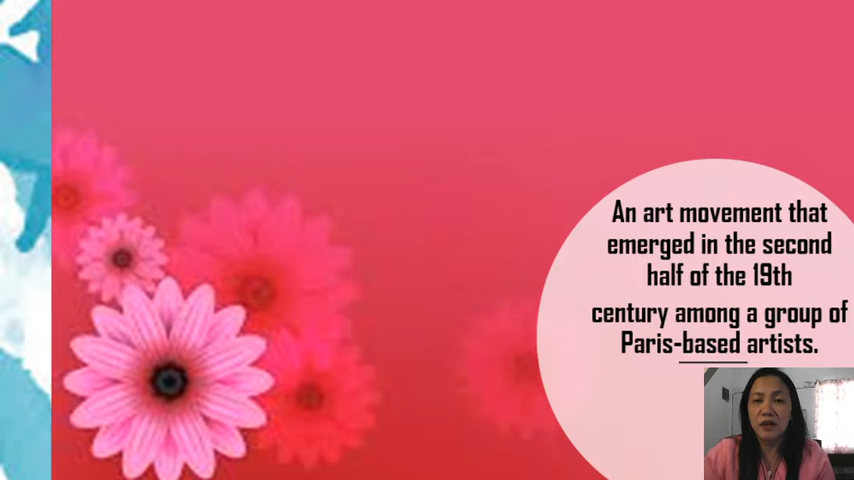 An art movement that
emerged in the second
half of the 19th
century among a group of
Paris-based artists.